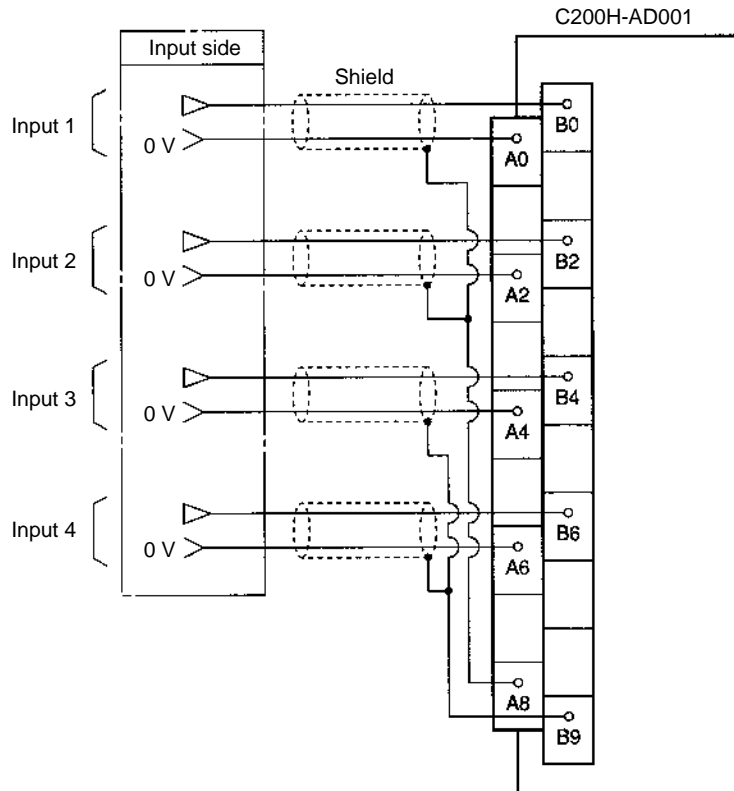 C200H-AD001
Input side
Shield
Input 1
B0
0 V
A0
Input 2
B2
0 V
A2
Input 3
B4
0 V
A4
Input 4
B6
0 V
A6
A8
B9